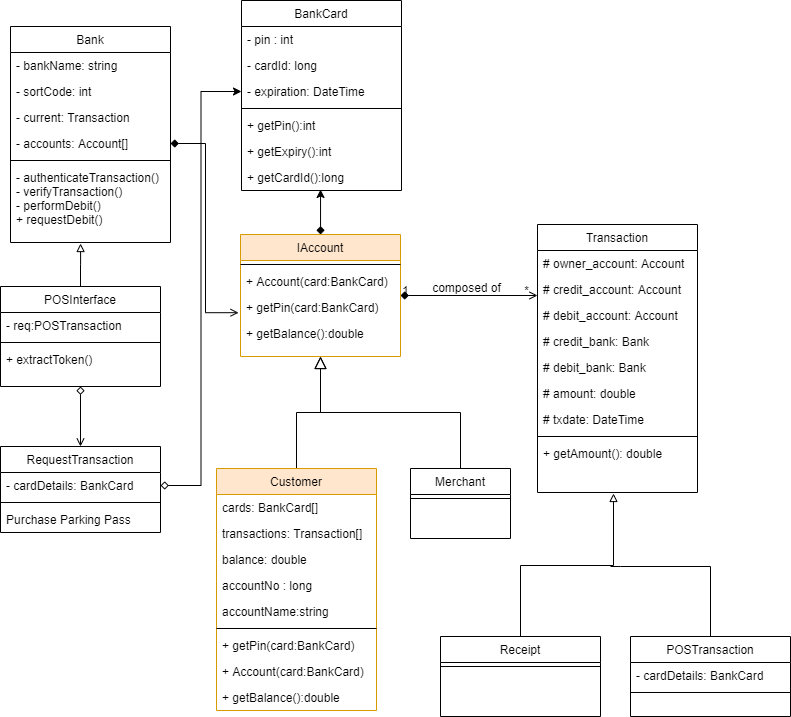 Bank
- bankName: string
- sortCode: int
- current: Transaction
- accounts: Account[]
- authenticateTransaction()
- verifyTransaction()
- performDebit()
+ requestDebit()
BankCard
- pin : int
- cardId: long
- expiration: DateTime
+ getPin():int
+ getExpiry():int
+ getCardId():long
IAccount
+ Account(card:BankCard)
+ getPin(card:BankCard)
+ getBalance():double
1
composed of
*
Transaction
# owner_account: Account
# credit_account: Account
# debit_account: Account
# credit_bank: Bank
# debit_bank: Bank
# amount: double
# txdate: DateTime
+ getAmount(): double
POSInterface
- req:POSTransaction
+ extractToken()
RequestTransaction
- cardDetails: BankCard
Purchase Parking Pass
Customer
cards: BankCard[]
transactions: Transaction[]
balance: double
accountNo : long
accountName:string
+ getPin(card:BankCard)
+ Account(card:BankCard)
+ getBalance():double
Merchant
Receipt
POSTransaction
- cardDetails: BankCard